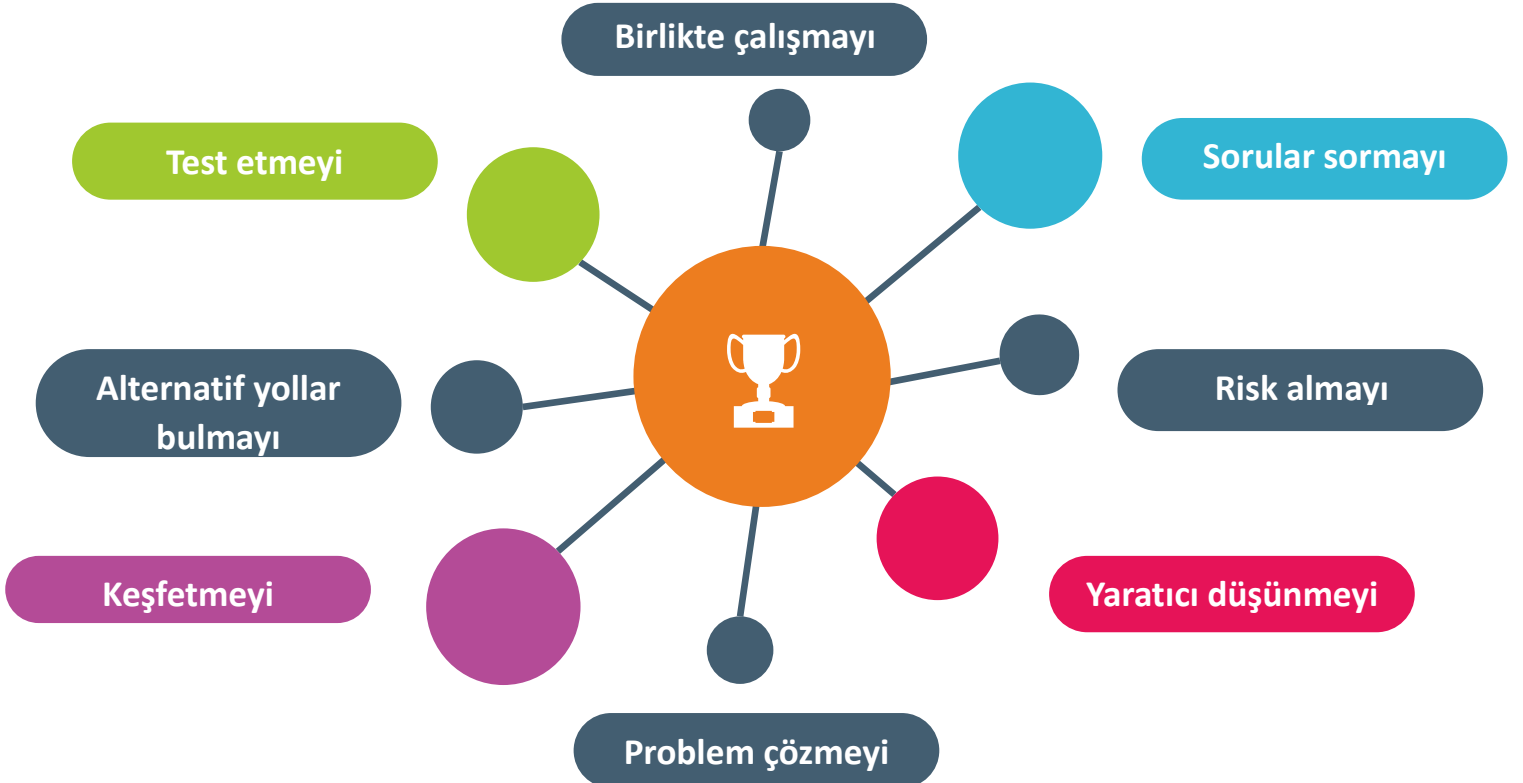 Birlikte çalışmayı
Test etmeyi
Sorular sormayı
Alternatif yollar
bulmayı
Risk almayı
Keşfetmeyi
Yaratıcı düşünmeyi
Problem çözmeyi